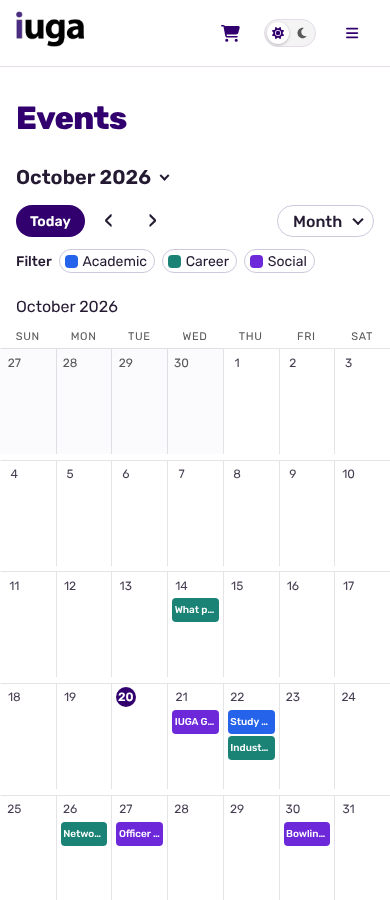 iuga
Events
October 2026
Today
Month
Filter Academic Career Social
October 2026
SUN MON TUE WED THU FRI SAT
27 28 29 30 1 2 3
4 5 6 7 8 9 10
11 12 13 14 15 16 17
What p...
18 19 20 21 22 23 24
IUGA G... Study ...
Indust...
25 26 27 28 29 30 31
Netwo... Officer ... Bowlin...